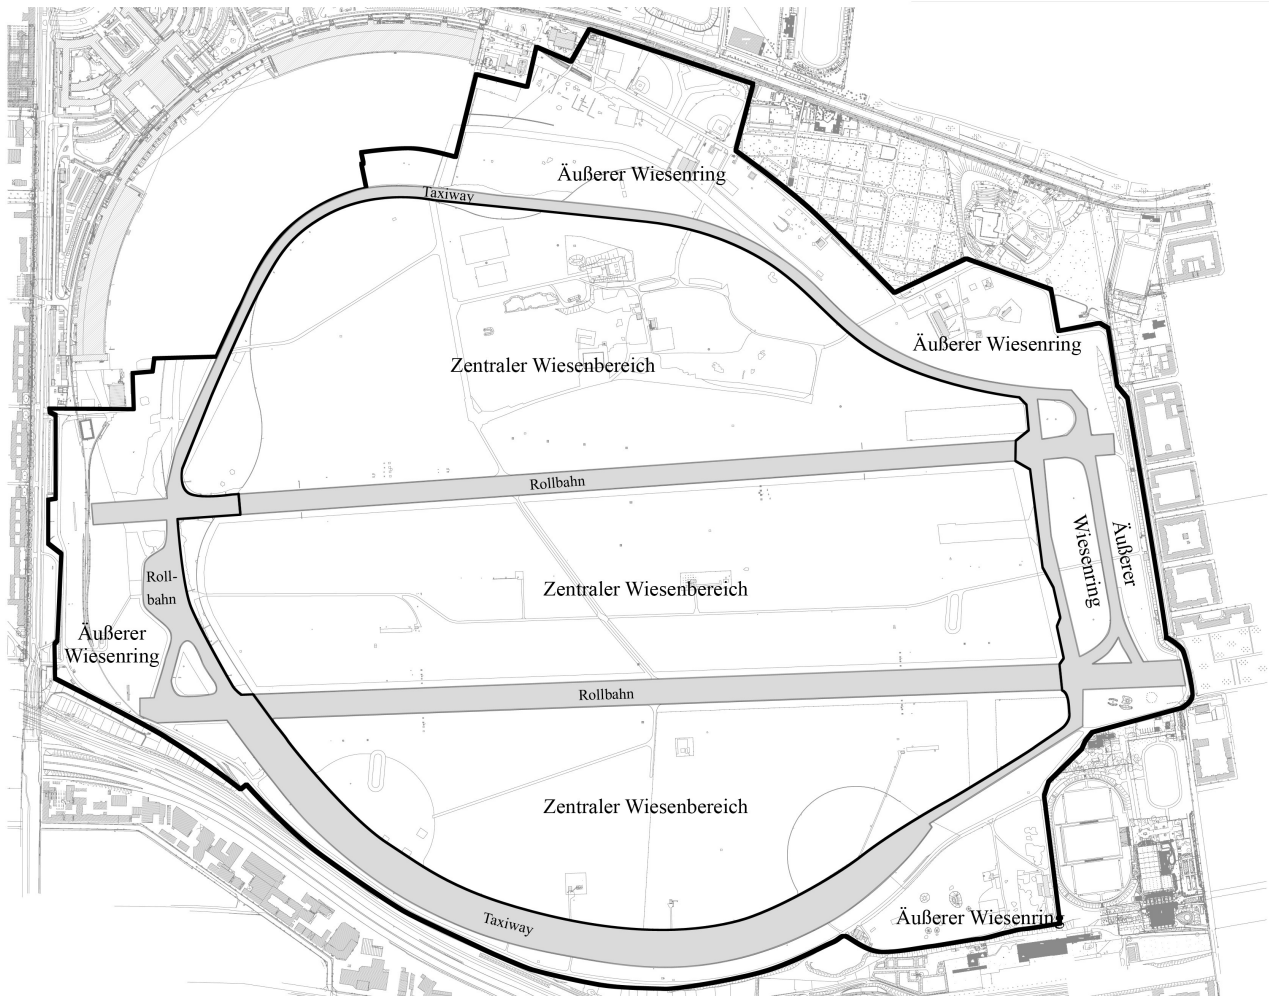 Äußerer Wiesenring
Taxiway
Äußerer Wiesenring
Zentraler Wiesenbereich
Rollbahn
Äußerer
Wiesenring
Roll-
bahn
Zentraler Wiesenbereich
Äußerer
Wiesenring
Rollbahn
Zentraler Wiesenbereich
Taxiway
Äußerer Wiesenring